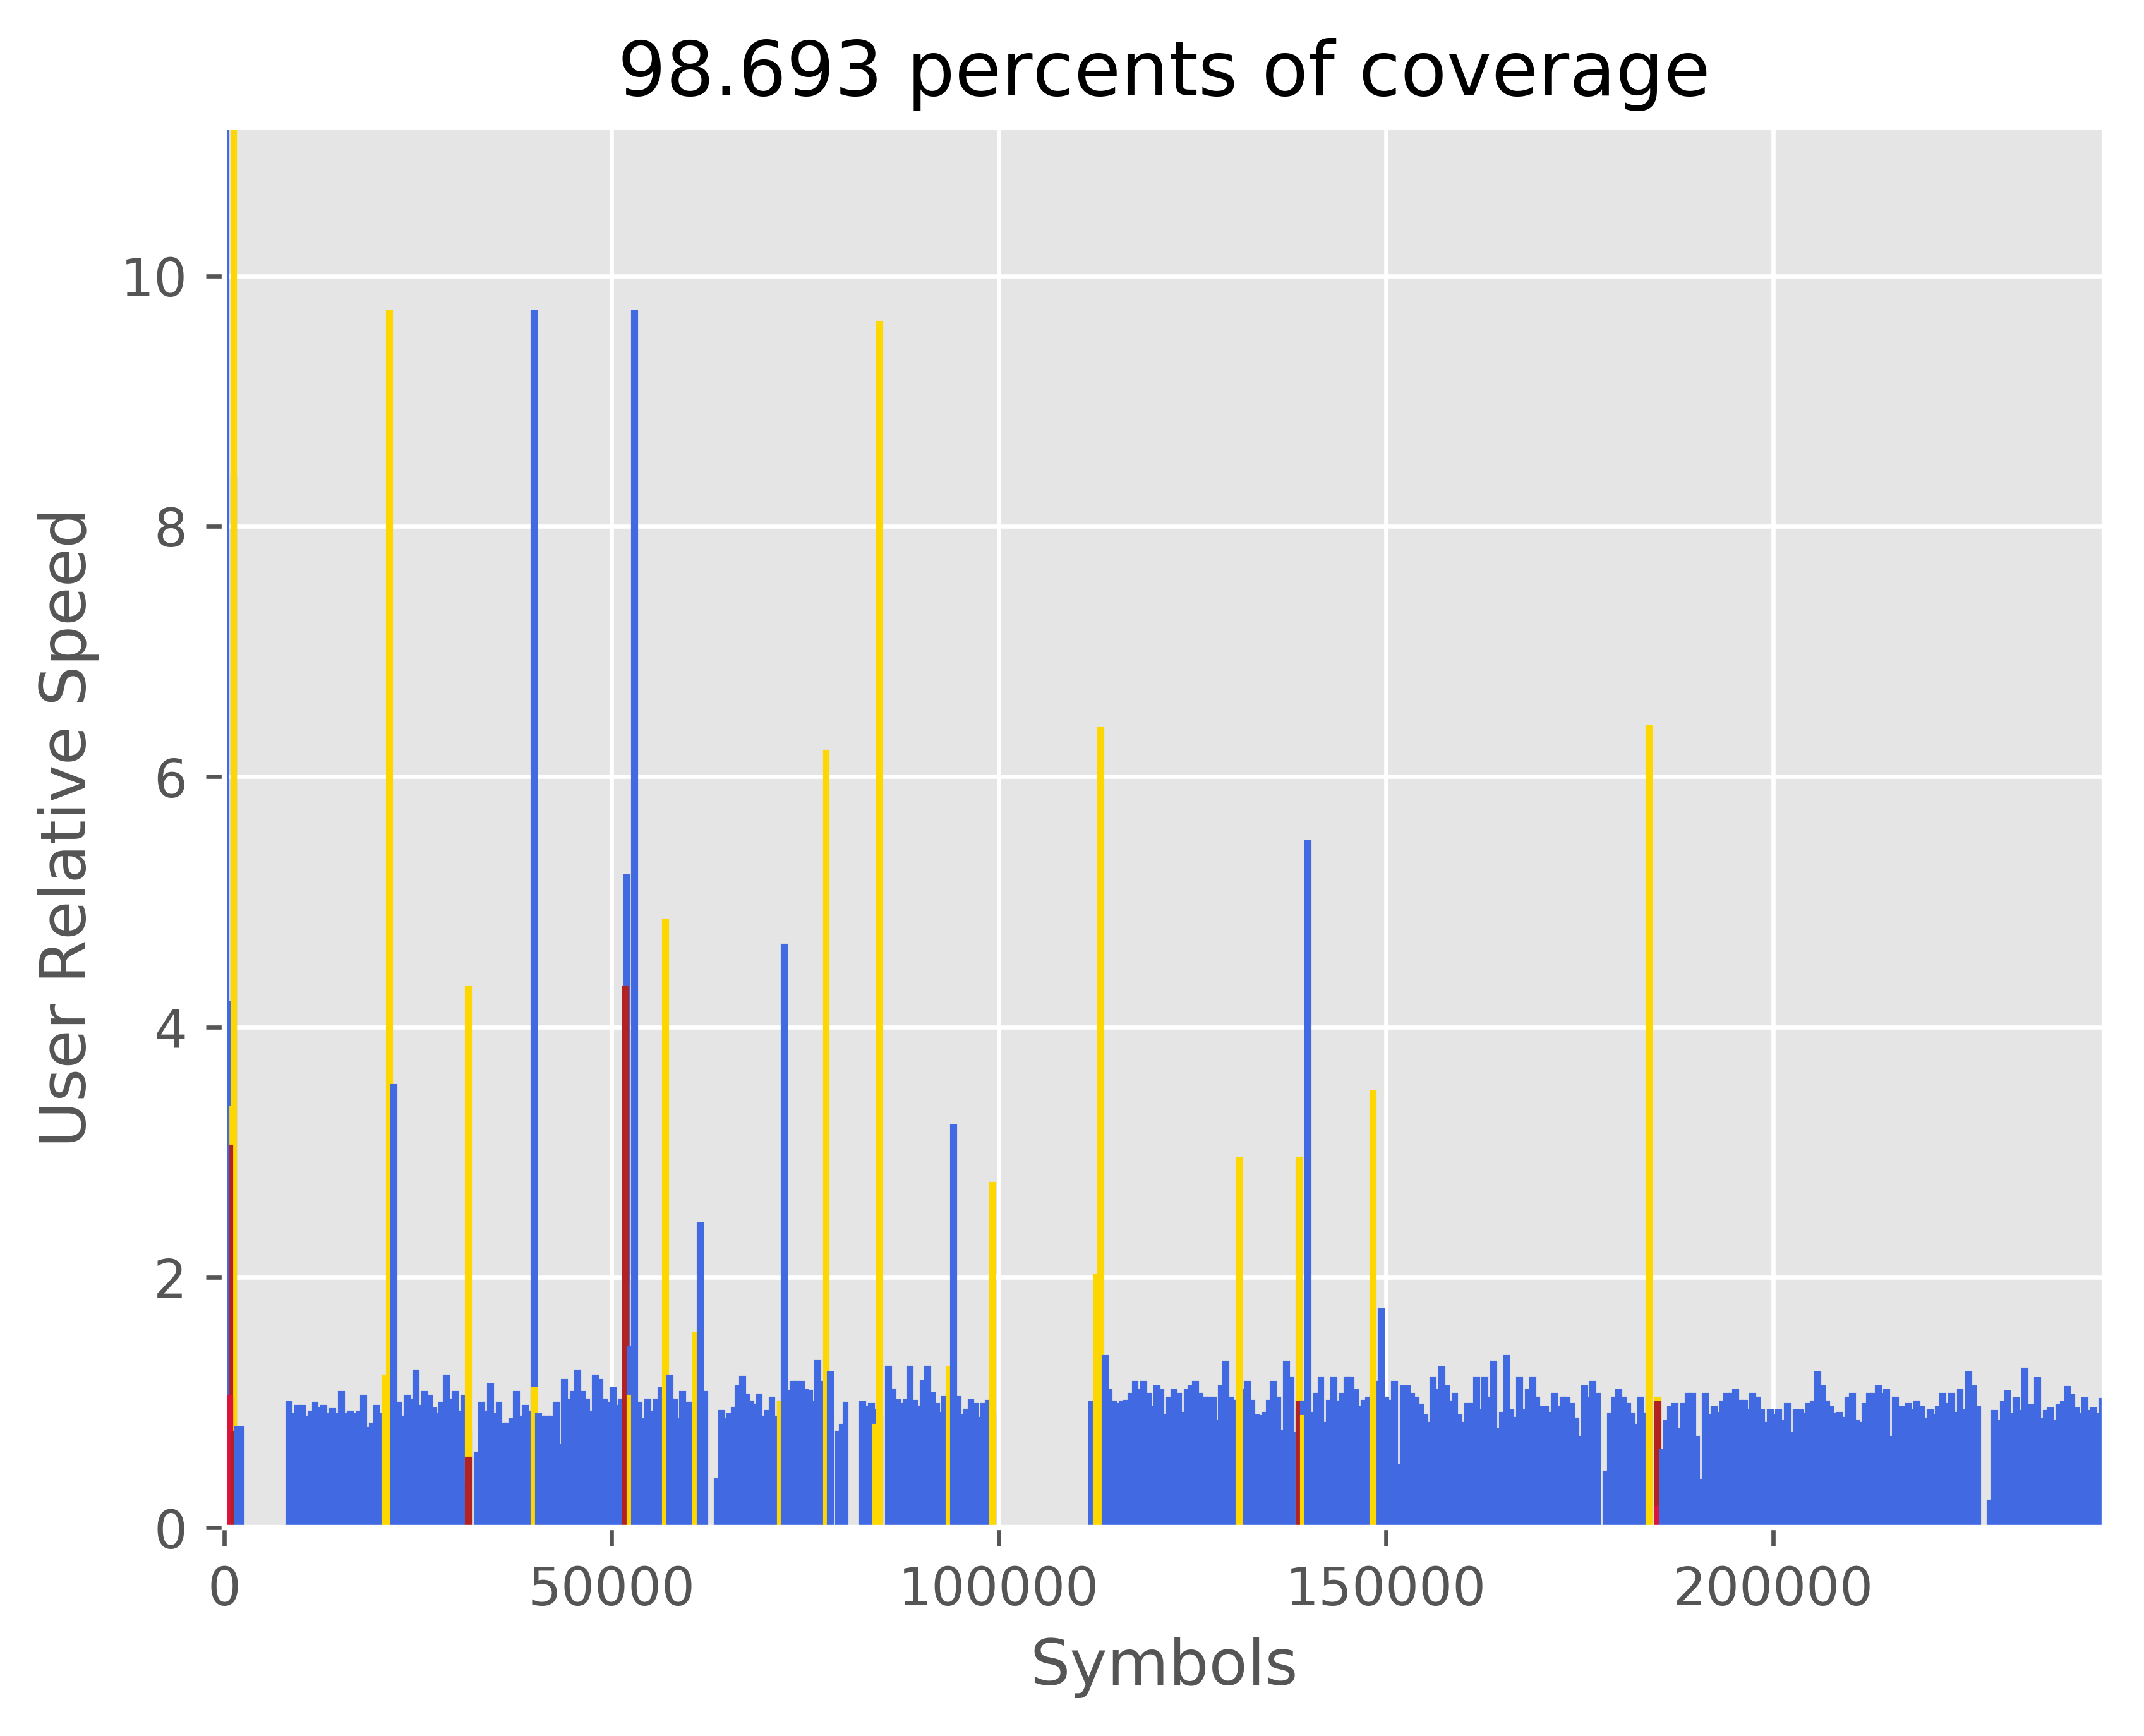 98.693 percents of coverage
10
8
6
4
2
0
User Relative Speed
0 50000 100000 150000 200000
Symbols